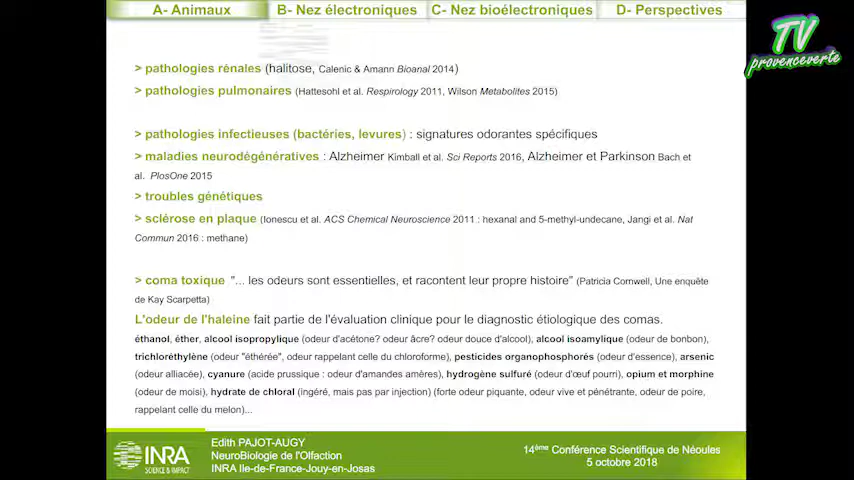 A- Animaux
B- Nez électroniques
C- Nez bioélectroniques
D- Perspectives
TV
provenceverte
> pathologies rénales (halitose, Calenic & Amann Bioanal 2014)
> pathologies pulmonaires (Hattesohl et al. Respirology 2011, Wilson Metabolites 2015)
> pathologies infectieuses (bactéries, levures) : signatures odorantes spécifiques
> maladies neurodégénératives : Alzheimer Kimball et al. Sci Reports 2016, Alzheimer et Parkinson Bach et
al. PlosOne 2015
> troubles génétiques
> sclérose en plaque (Ionescu et al. ACS Chemical Neuroscience 2011 : hexanal and 5-methyl-undecane, Jangi et al. Nat
Commun 2016 : methane)
> coma toxique "... les odeurs sont essentielles, et racontent leur propre histoire" (Patricia Cornwell, Une enquête
de Kay Scarpetta)
L'odeur de l'haleine fait partie de l'évaluation clinique pour le diagnostic étiologique des comas.
éthanol, éther, alcool isopropylique (odeur d'acétone? odeur âcre? odeur douce d'alcool), alcool isoamylique (odeur de bonbon),
trichloréthylène (odeur "éthérée", odeur rappelant celle du chloroforme), pesticides organophosphorés (odeur d'essence), arsenic
(odeur alliacée), cyanure (acide prussique : odeur d'amandes amères), hydrogène sulfuré (odeur d'œuf pourri), opium et morphine
(odeur de moisi), hydrate de chloral (ingéré, mais pas par injection) (forte odeur piquante, odeur vive et pénétrante, odeur de poire,
rappelant celle du melon)...
INRA
SCIENCE & IMPACT
Edith PAJOT-AUGY
NeuroBiologie de l'Olfaction
INRA Ile-de-France-Jouy-en-Josas
14ème Conférence Scientifique de Néoules
5 octobre 2018